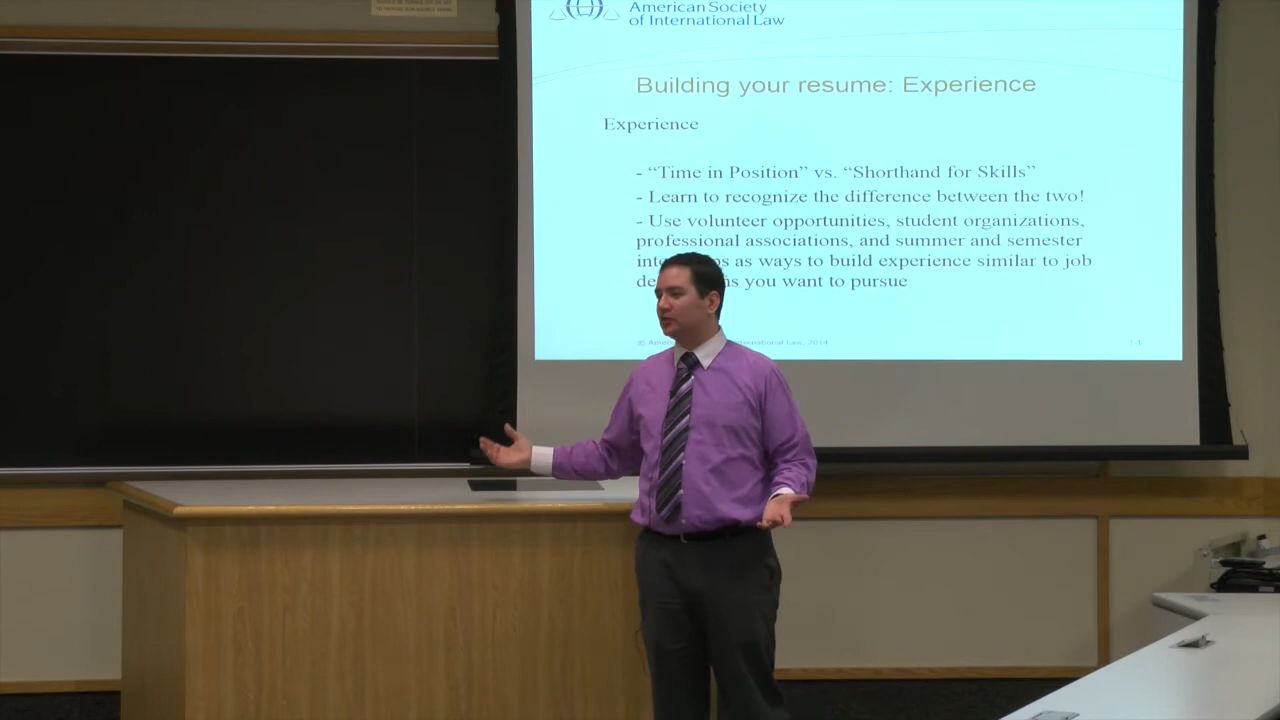 American Society
of International Law
Building your resume: Experience
Experience
- “Time in Position” vs. “Shorthand for Skills”
- Learn to recognize the difference between the two!
- Use volunteer opportunities, student organizations,
professional associations, and summer and semester
as ways to build experience similar to job
you want to pursue
© Law, 2014